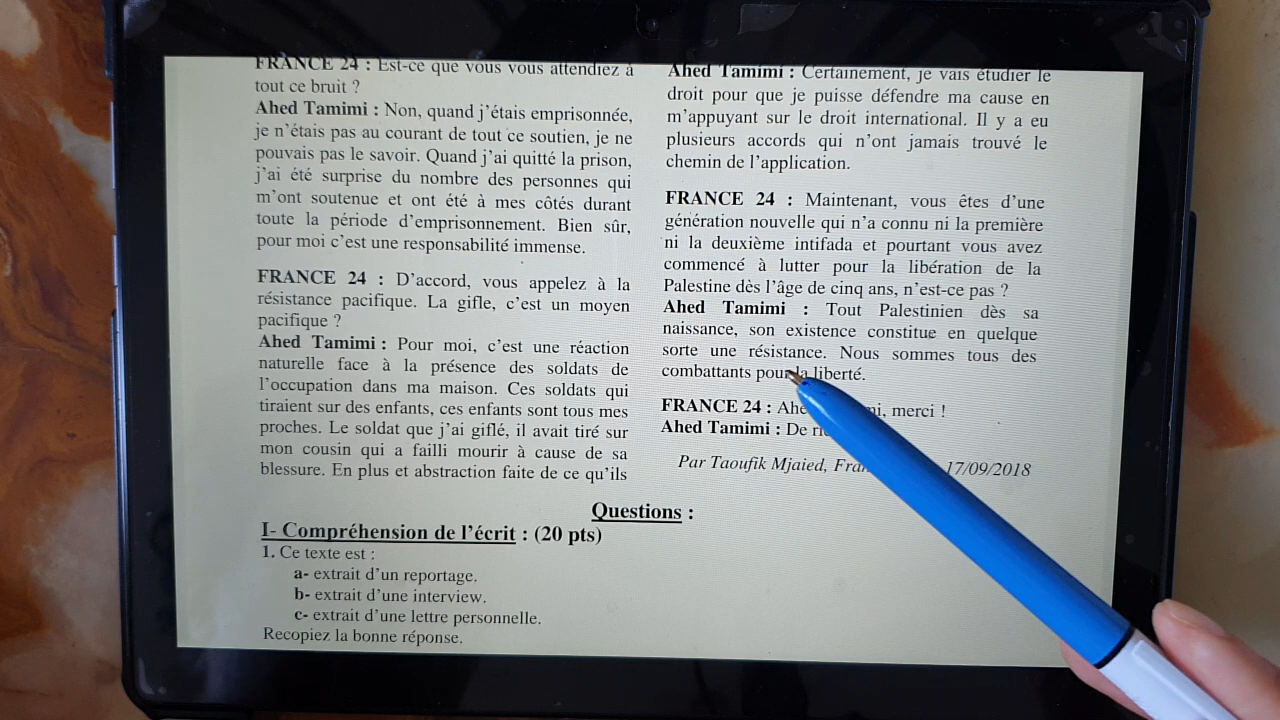 FRANCE 24 : Est-ce que vous vous attendiez à
tout ce bruit ?
Ahed Tamimi : Non, quand j'étais emprisonnée,
je n'étais pas au courant de tout ce soutien, je ne
pouvais pas le savoir. Quand j'ai quitté la prison,
j'ai été surprise du nombre des personnes qui
m'ont soutenue et ont été à mes côtés durant
toute la période d'emprisonnement. Bien sûr,
pour moi c'est une responsabilité immense.
FRANCE 24 : D'accord, vous appelez à la
résistance pacifique. La gifle, c'est un moyen
pacifique ?
Ahed Tamimi : Pour moi, c'est une réaction
naturelle face à la présence des soldats de
l'occupation dans ma maison. Ces soldats qui
tiraient sur des enfants, ces enfants sont tous mes
proches. Le soldat que j'ai giflé, il avait tiré sur
mon cousin qui a failli mourir à cause de sa
blessure. En plus et abstraction faite de ce qu'ils
Ahed Tamimi : Certainement, je vais étudier le
droit pour que je puisse défendre ma cause en
m'appuyant sur le droit international. Il y a eu
plusieurs accords qui n'ont jamais trouvé le
chemin de l'application.
FRANCE 24 : Maintenant, vous êtes d'une
génération nouvelle qui n'a connu ni la première
ni la deuxième intifada et pourtant vous avez
commencé à lutter pour la libération de la
Palestine dès l'âge de cinq ans, n'est-ce pas ?
Ahed Tamimi : Tout Palestinien dès sa
naissance, son existence constitue en quelque
sorte une résistance. Nous sommes tous des
combattants pour la liberté.
FRANCE 24 : merci !
Ahed Tamimi : De
Par Taoufik Mjaied, 17/09/2018
Questions :
I- Compréhension de l'écrit : (20 pts)
1. Ce texte est :
a- extrait d'un reportage.
b- extrait d'une interview.
c- extrait d'une lettre personnelle.
Recopiez la bonne réponse.